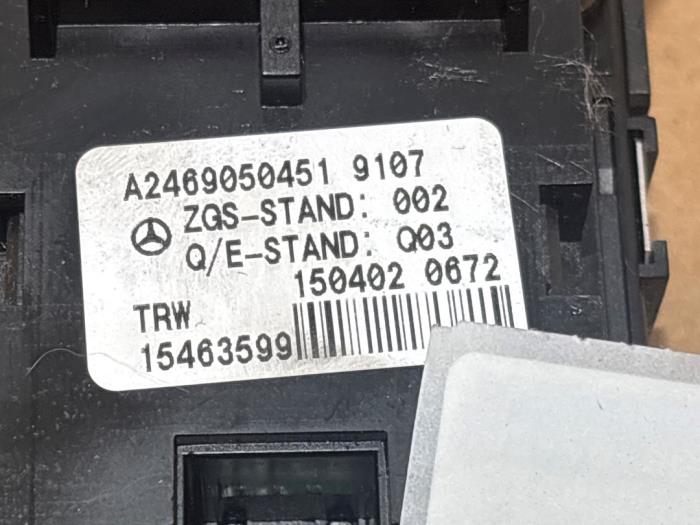 A2469050451 9107
ZGS-STAND: 002
Q/E-STAND: Q03
150402 0672
TRW
15463599